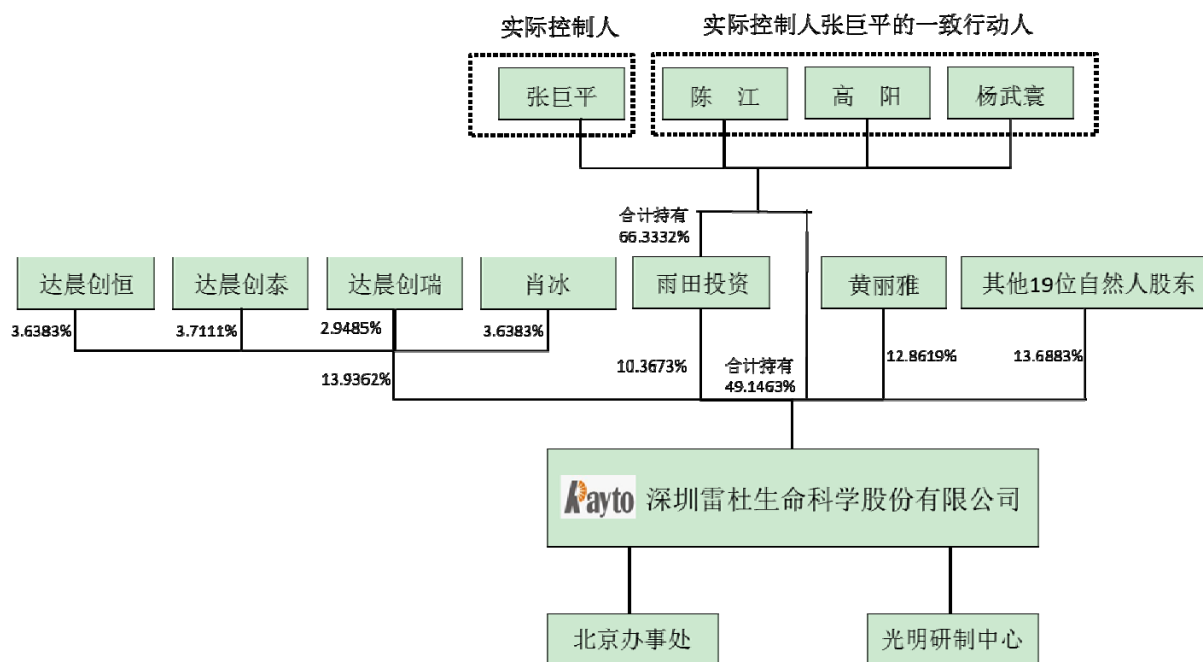 实际控制人
实际控制人张巨平的一致行动人
张巨平
陈 江
高 阳
杨武寰
合计持有
66.3332%
达晨创恒
达晨创泰
达晨创瑞
肖冰
雨田投资
黄丽雅
其他19位自然人股东
3.6383%
3.7111%
2.9485%
3.6383%
13.9362%
10.3673%
合计持有
49.1463%
12.8619%
13.6883%
Rayto 深圳雷杜生命科学股份有限公司
北京办事处
光明研制中心